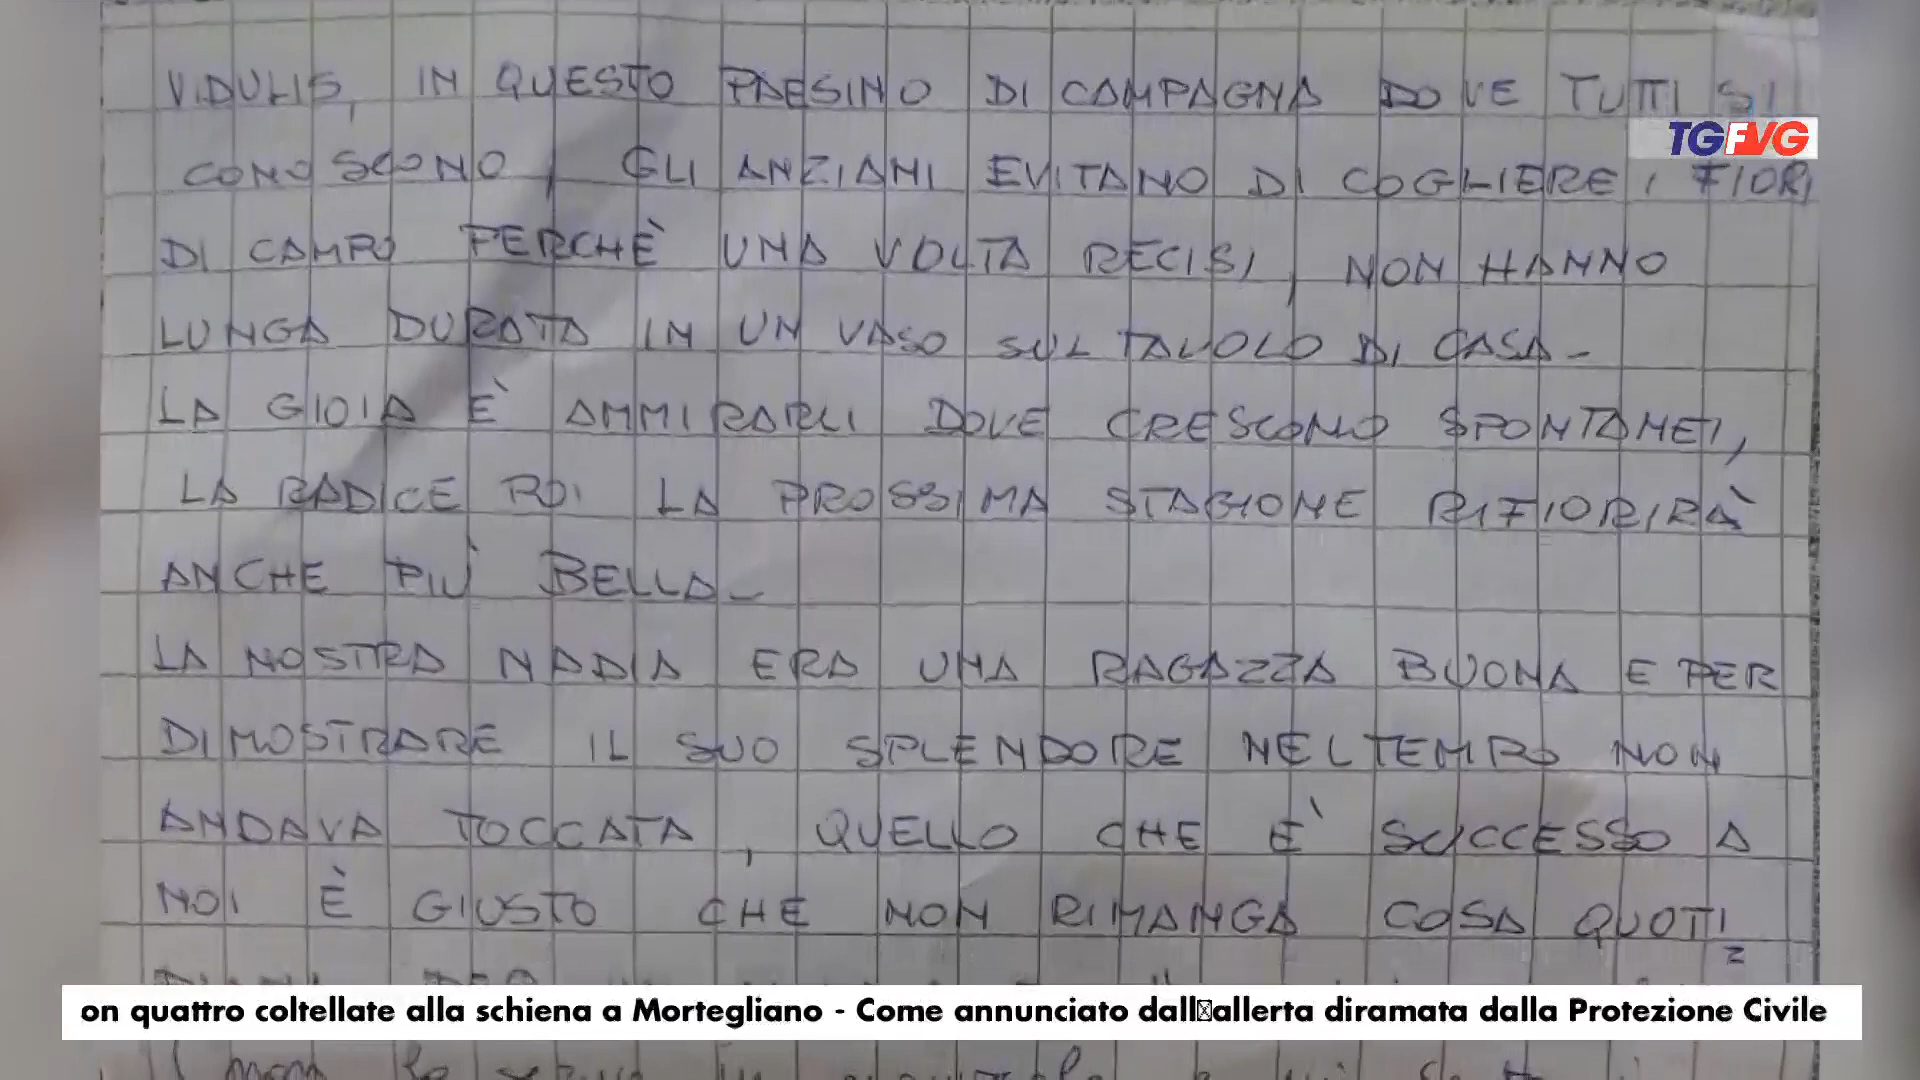 VIDULIS, IN QUESTO PAESINO DI CAMPAGNA DOVE TUTTI SI
TGFVG
CONOSCONO, GLI ANZIANI EVITANO DI COGLIERE I FIORI
DI CAMPO PERCHÈ UNA VOLTA RECISI, NON HANNO
LUNGA DURATA IN UN VASO SUL TAVOLO DI CASA-
LA GIOIA È AMMIRARLI DOVE CRESCONO SPONTANEI,
LA RADICE POI LA PROSSIMA STAGIONE RIFIORIRÀ
ANCHE PIÙ BELLA-
LA NOSTRA NADIA ERA UNA RAGAZZA BUONA E PER
DIMOSTRARE IL SUO SPLENDORE NEL TEMPO NON
ANDAVA TOCCATA, QUELLO CHE È SUCCESSO A
NOI È GIUSTO CHE NON RIMANGA COSA QUOTI
on quattro coltellate alla schiena a Mortegliano - Come annunciato dall□allerta diramata dalla Protezione Civile